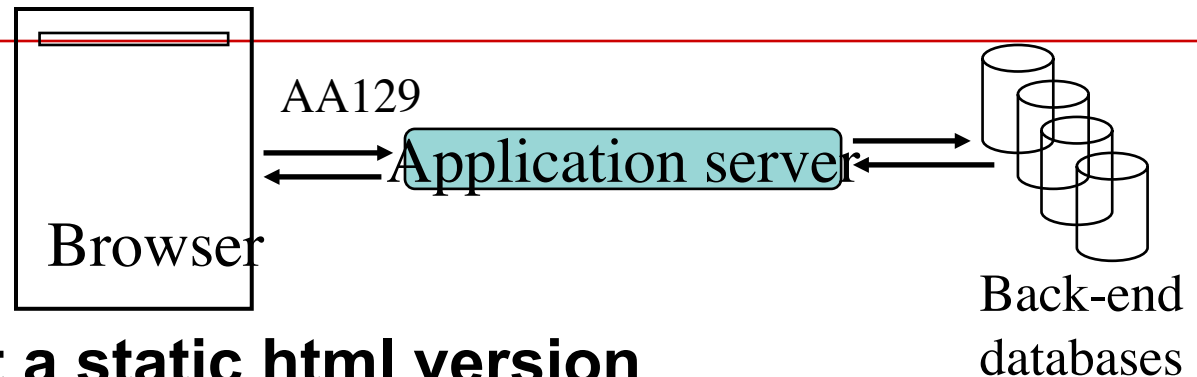 AA129
Application server
Browser
Back-end
databases
a static html version